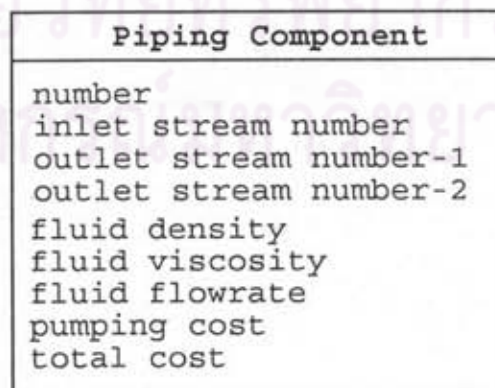 Piping Component
number
inlet stream number
outlet stream number-1
outlet stream number-2
fluid density
fluid viscosity
fluid flowrate
pumping cost
total cost